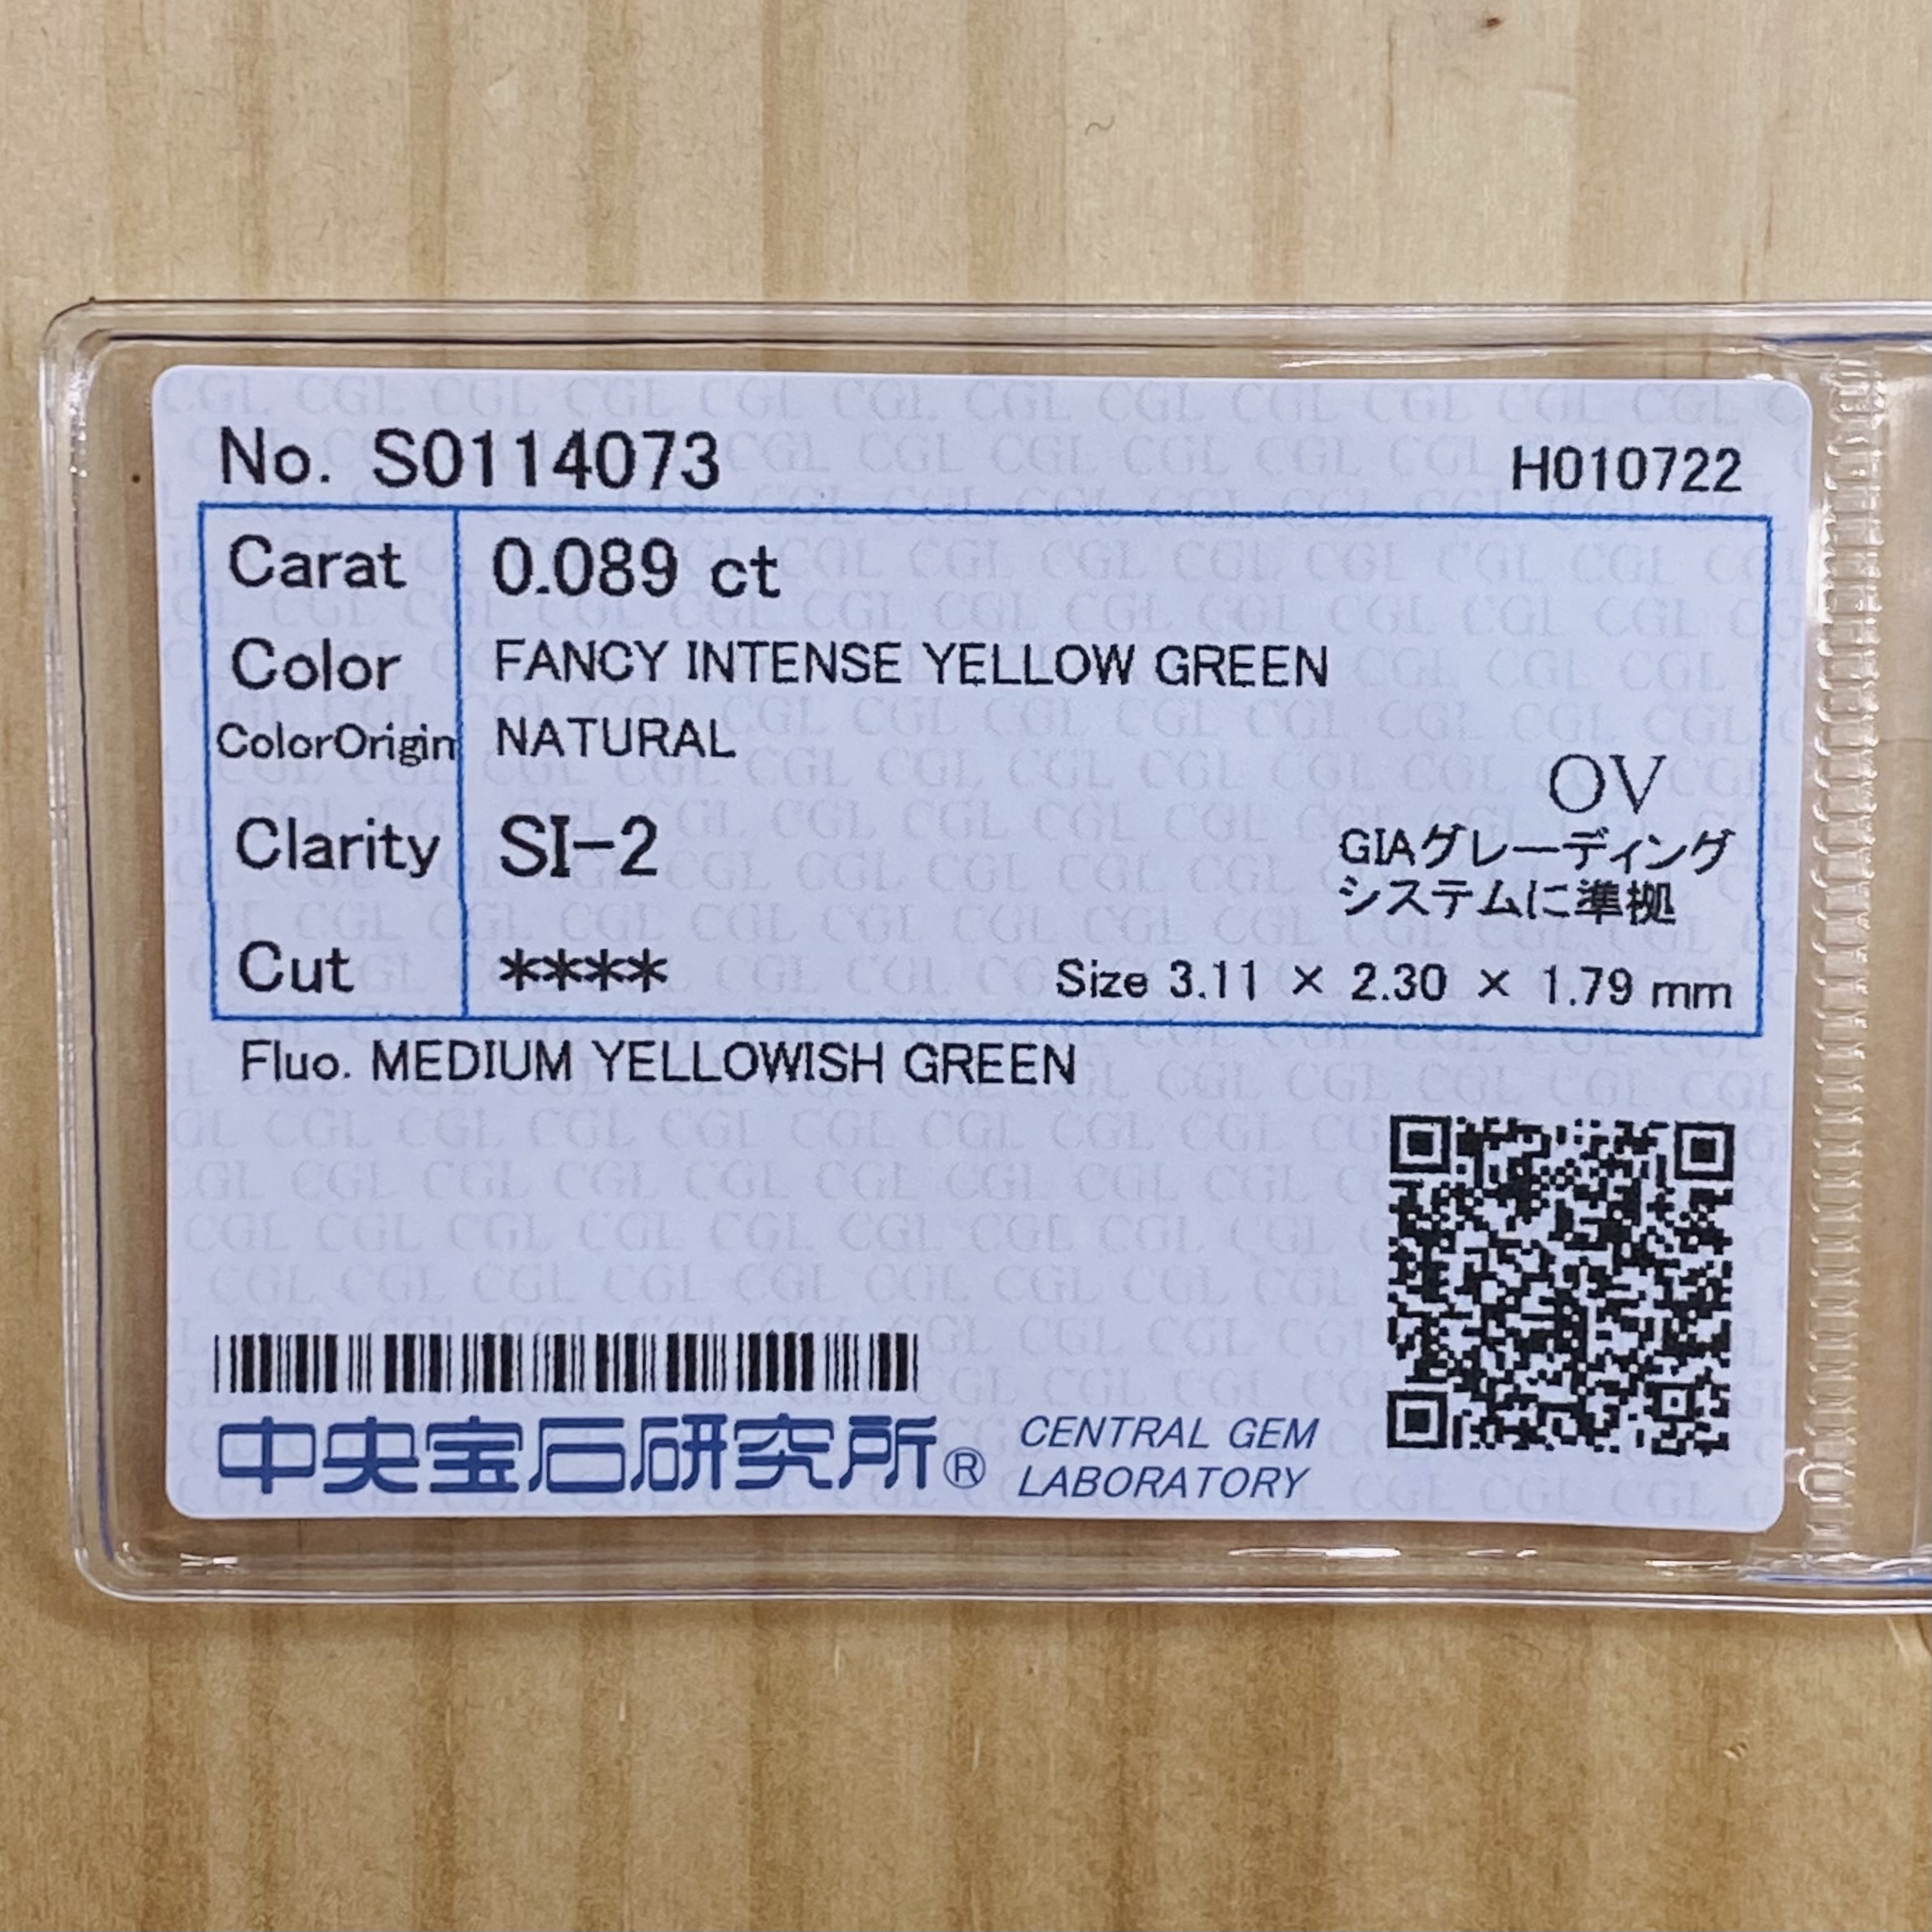 No. S0114073 H010722
Carat 0.089 ct
Color FANCY INTENSE YELLOW GREEN
ColorOrigin NATURAL
OV
Clarity SI-2
GIAグレーディング
システムに準拠
Cut ****
Size 3.11 × 2.30 × 1.79 mm
Fluo. MEDIUM YELLOWISH GREEN
中央宝石研究所® CENTRAL GEM
LABORATORY